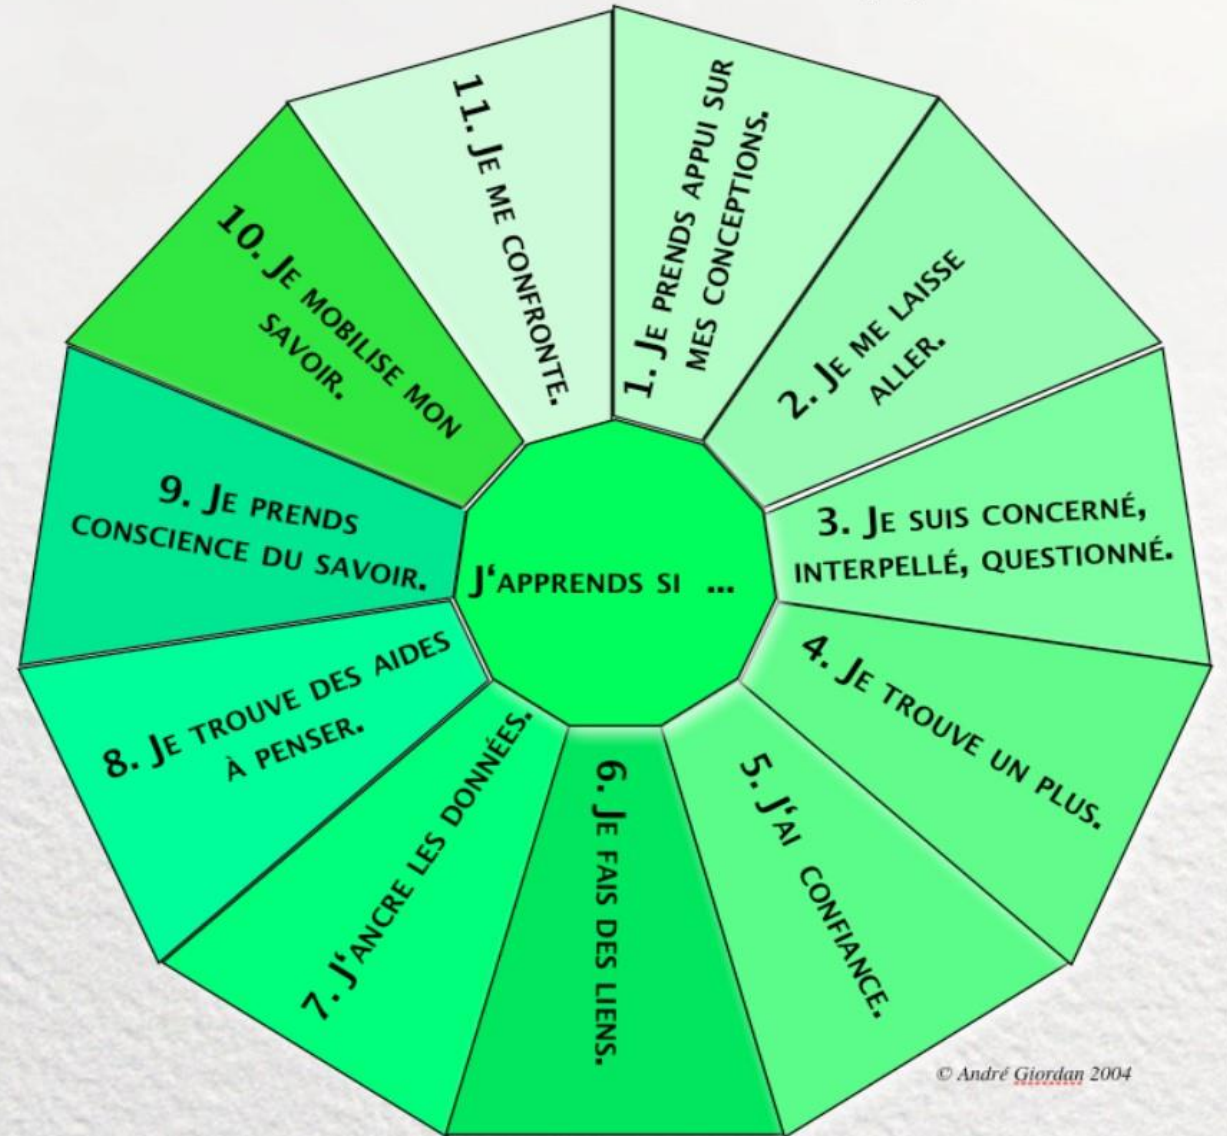 J'APPRENDS SI ...
1. JE PRENDS APPUI SUR
MES CONCEPTIONS.
2. JE ME LAISSE
ALLER.
3. JE SUIS CONCERNÉ,
INTERPELLÉ, QUESTIONNÉ.
4. JE TROUVE UN PLUS.
5. J'AI CONFIANCE.
6. JE FAIS DES LIENS.
7. J'ANCRE LES DONNÉES.
8. JE TROUVE DES AIDES
À PENSER.
9. JE PRENDS
CONSCIENCE DU SAVOIR.
10. JE MOBILISE MON
SAVOIR.
11. JE ME CONFRONTE.
© André Giordan 2004